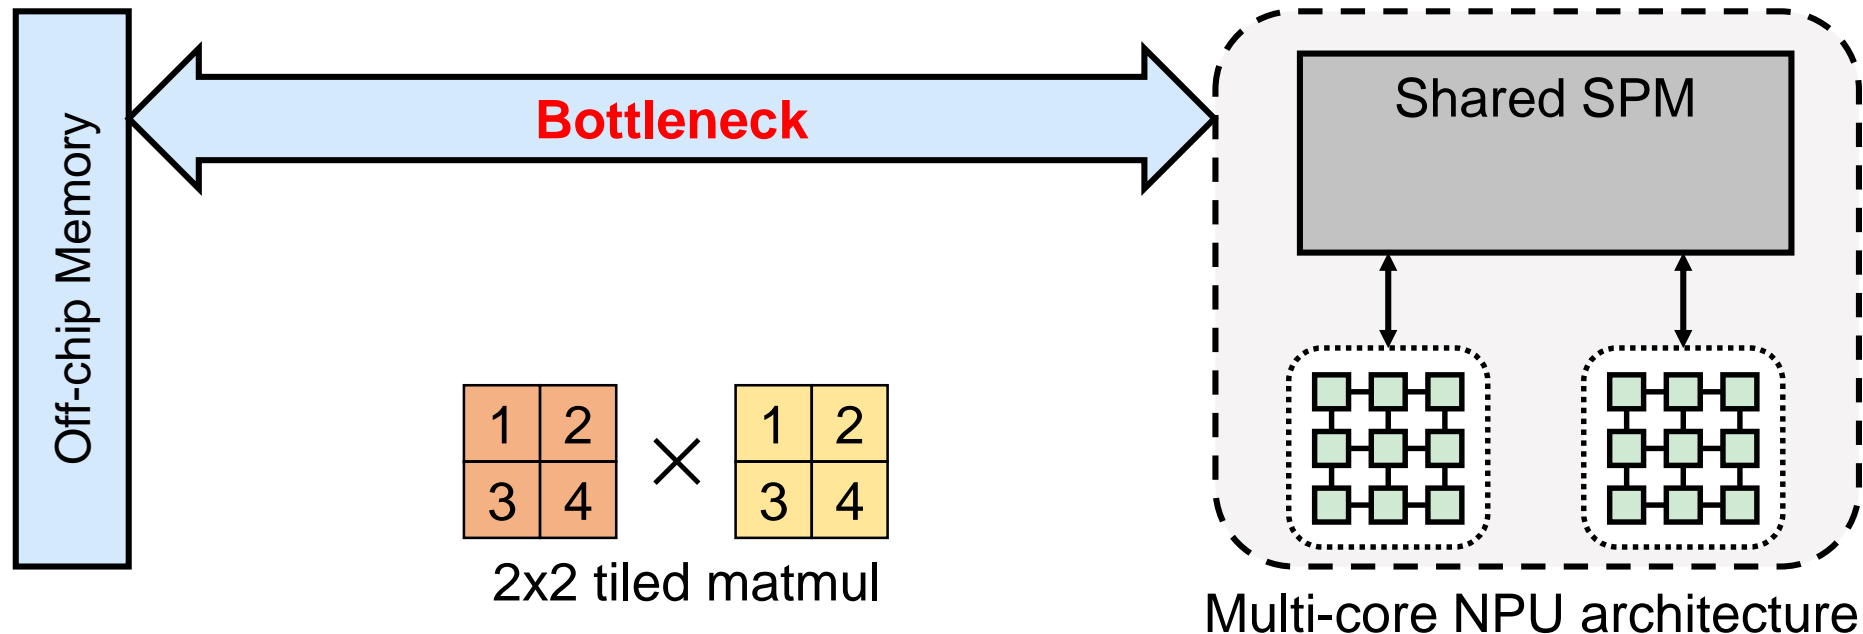 Off-chip Memory
Bottleneck
Shared SPM
1 2
3 4
×
1 2
3 4
2x2 tiled matmul
Multi-core NPU architecture